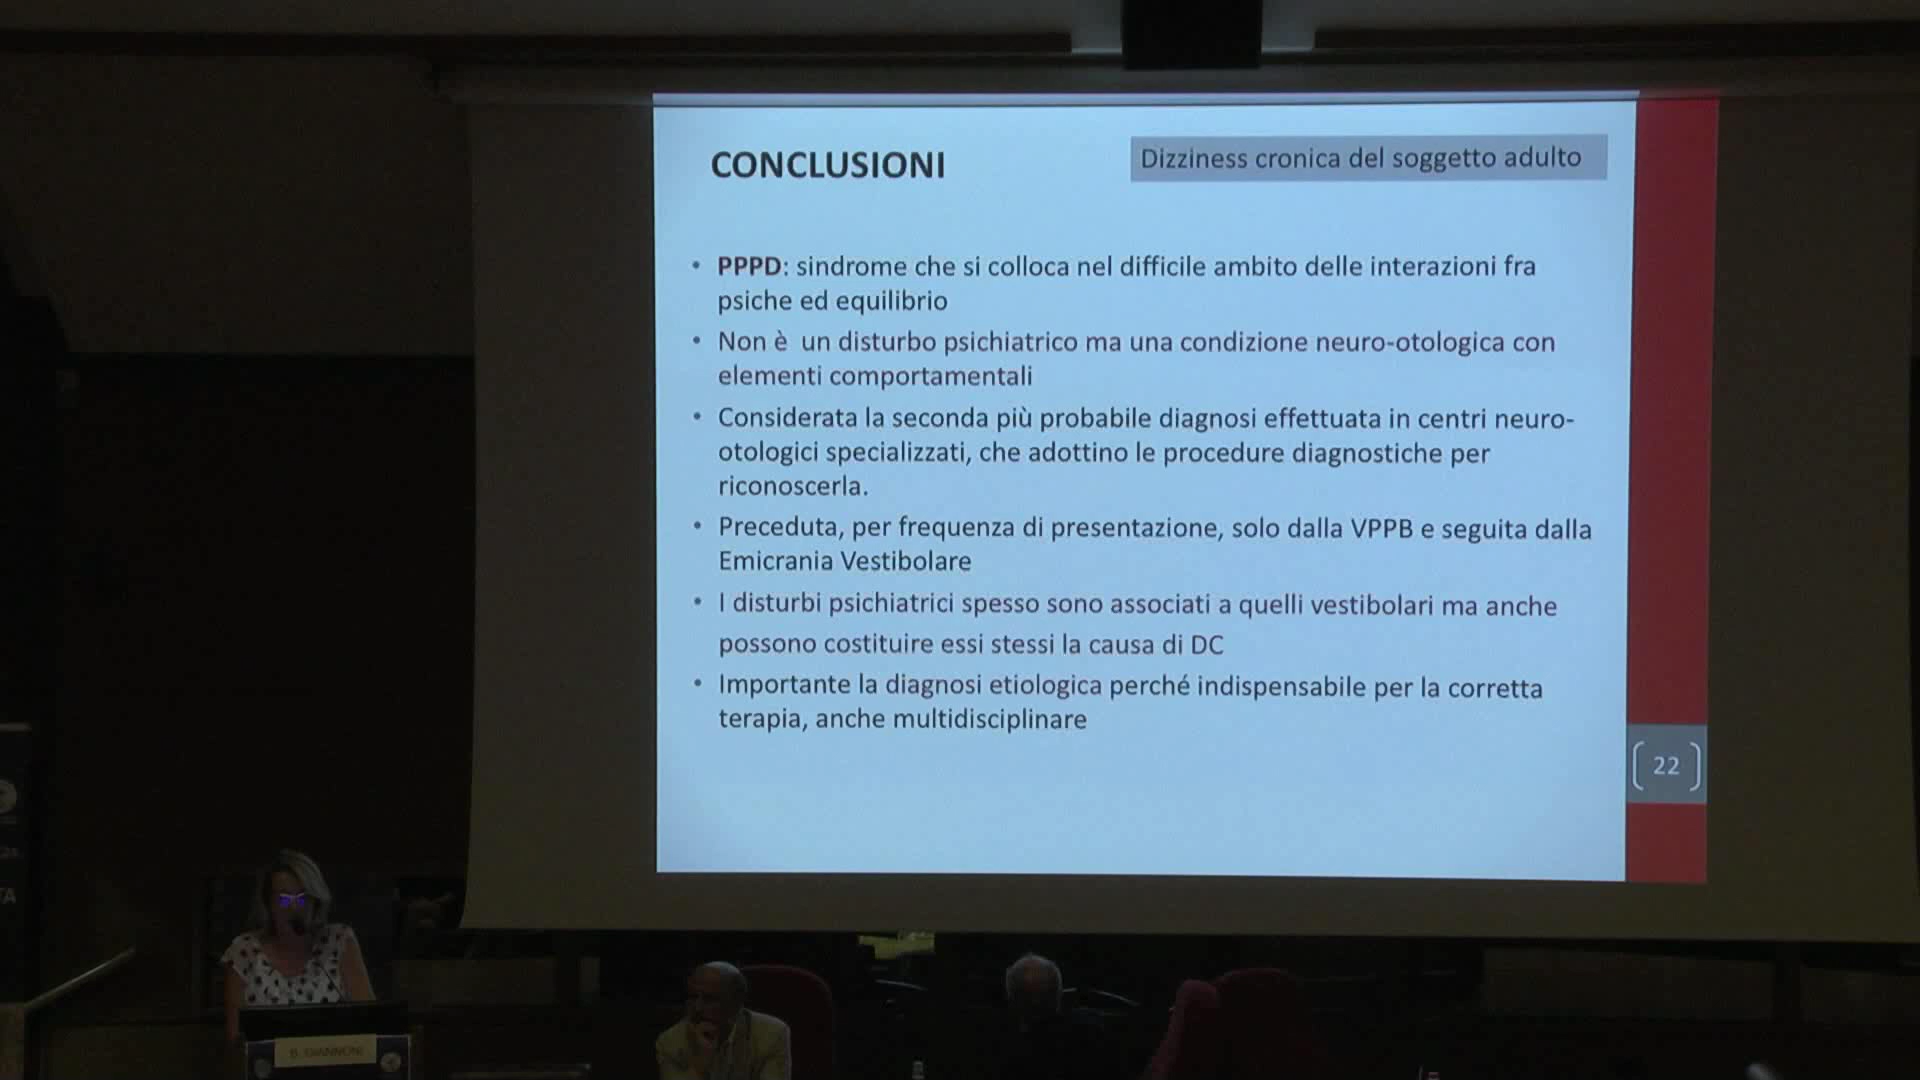 CONCLUSIONI
Dizziness cronica del soggetto adulto
• PPPD: sindrome che si colloca nel difficile ambito delle interazioni fra
psiche ed equilibrio
• Non è un disturbo psichiatrico ma una condizione neuro-otologica con
elementi comportamentali
• Considerata la seconda più probabile diagnosi effettuata in centri neuro-
otologici specializzati, che adottino le procedure diagnostiche per
riconoscerla.
• Preceduta, per frequenza di presentazione, solo dalla VPPB e seguita dalla
Emicrania Vestibolare
• I disturbi psichiatrici spesso sono associati a quelli vestibolari ma anche
possono costituire essi stessi la causa di DC
• Importante la diagnosi etiologica perché indispensabile per la corretta
terapia, anche multidisciplinare
22
TA
B. GIANNONI